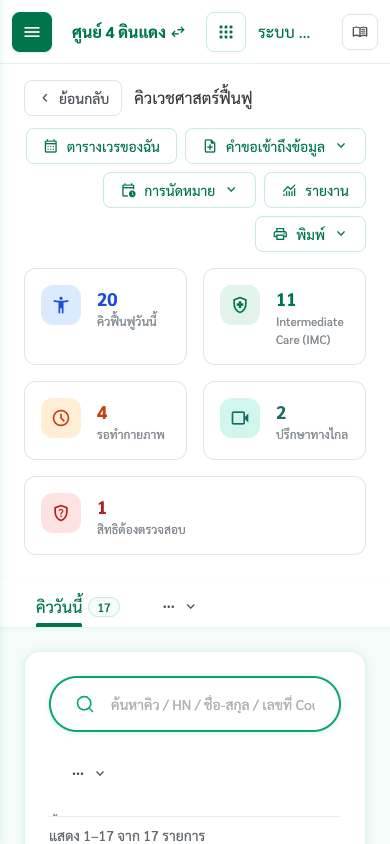 ศูนย์ 4 ดินแดง
ระบบ ...
ย้อนกลับ
คิวเวชศาสตร์ฟื้นฟู
ตารางเวรของฉัน
คำขอเข้าถึงข้อมูล
การนัดหมาย
รายงาน
พิมพ์
20
คิวฟื้นฟูวันนี้
11
Intermediate
Care (IMC)
4
รอทำกายภาพ
2
ปรึกษาทางไกล
1
สิทธิต้องตรวจสอบ
คิววันนี้ 17
ค้นหาคิว / HN / ชื่อ-สกุล / เลขที่ Cou
แสดง 1–17 จาก 17 รายการ